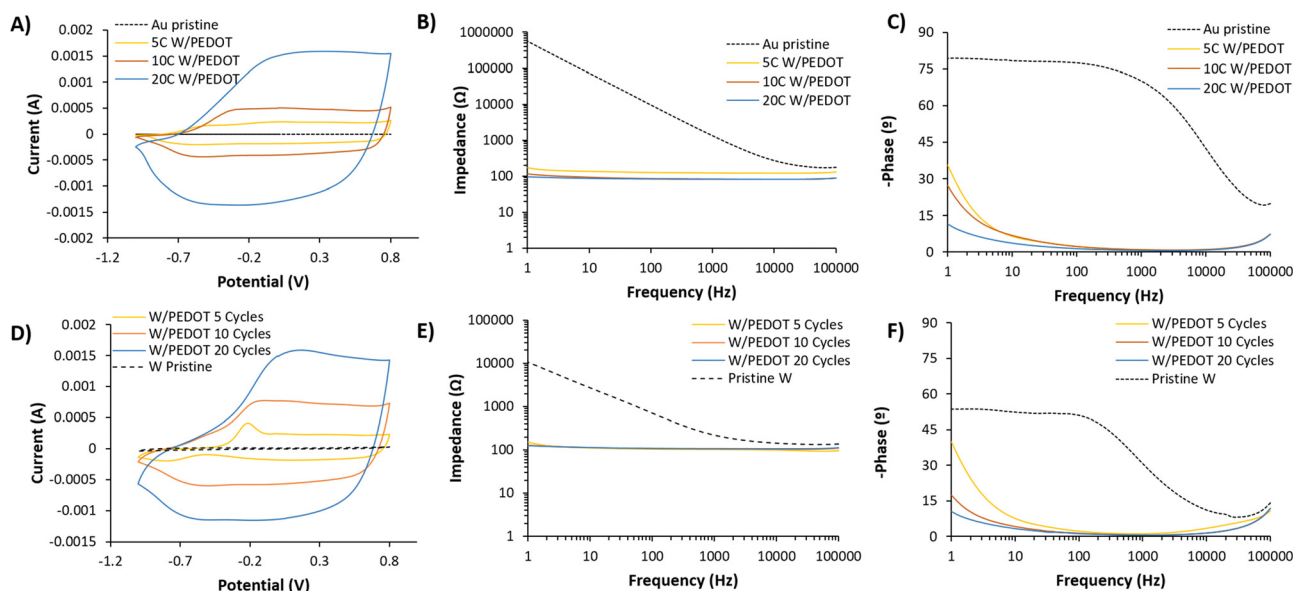 A)
Au pristine
5C W/PEDOT
10C W/PEDOT
20C W/PEDOT
0.002
0.0015
0.001
0.0005
0
-0.0005
-0.001
-0.0015
-0.002
-1.2
-0.7
-0.2
0.3
0.8
Current (A)
Potential (V)
B)
Au pristine
5C W/PEDOT
10C W/PEDOT
20C W/PEDOT
1000000
100000
10000
1000
100
10
1
1
10
100
1000
10000
100000
Impedance (Ω)
Frequency (Hz)
C)
Au pristine
5C W/PEDOT
10C W/PEDOT
20C W/PEDOT
90
75
60
45
30
15
0
1
10
100
1000
10000
100000
-Phase (º)
Frequency (Hz)
D)
W/PEDOT 5 Cycles
W/PEDOT 10 Cycles
W/PEDOT 20 Cycles
W Pristine
0.002
0.0015
0.001
0.0005
0
-0.0005
-0.001
-0.0015
-1.2
-0.7
-0.2
0.3
0.8
Current (A)
Potential (V)
E)
W/PEDOT 5 Cycles
W/PEDOT 10 Cycles
W/PEDOT 20 Cycles
Pristine W
100000
10000
1000
100
10
1
1
10
100
1000
10000
100000
Impedance (Ω)
Frequency (Hz)
F)
W/PEDOT 5 Cycles
W/PEDOT 10 Cycles
W/PEDOT 20 Cycles
Pristine W
90
75
60
45
30
15
0
1
10
100
1000
10000
100000
-Phase (º)
Frequency (Hz)